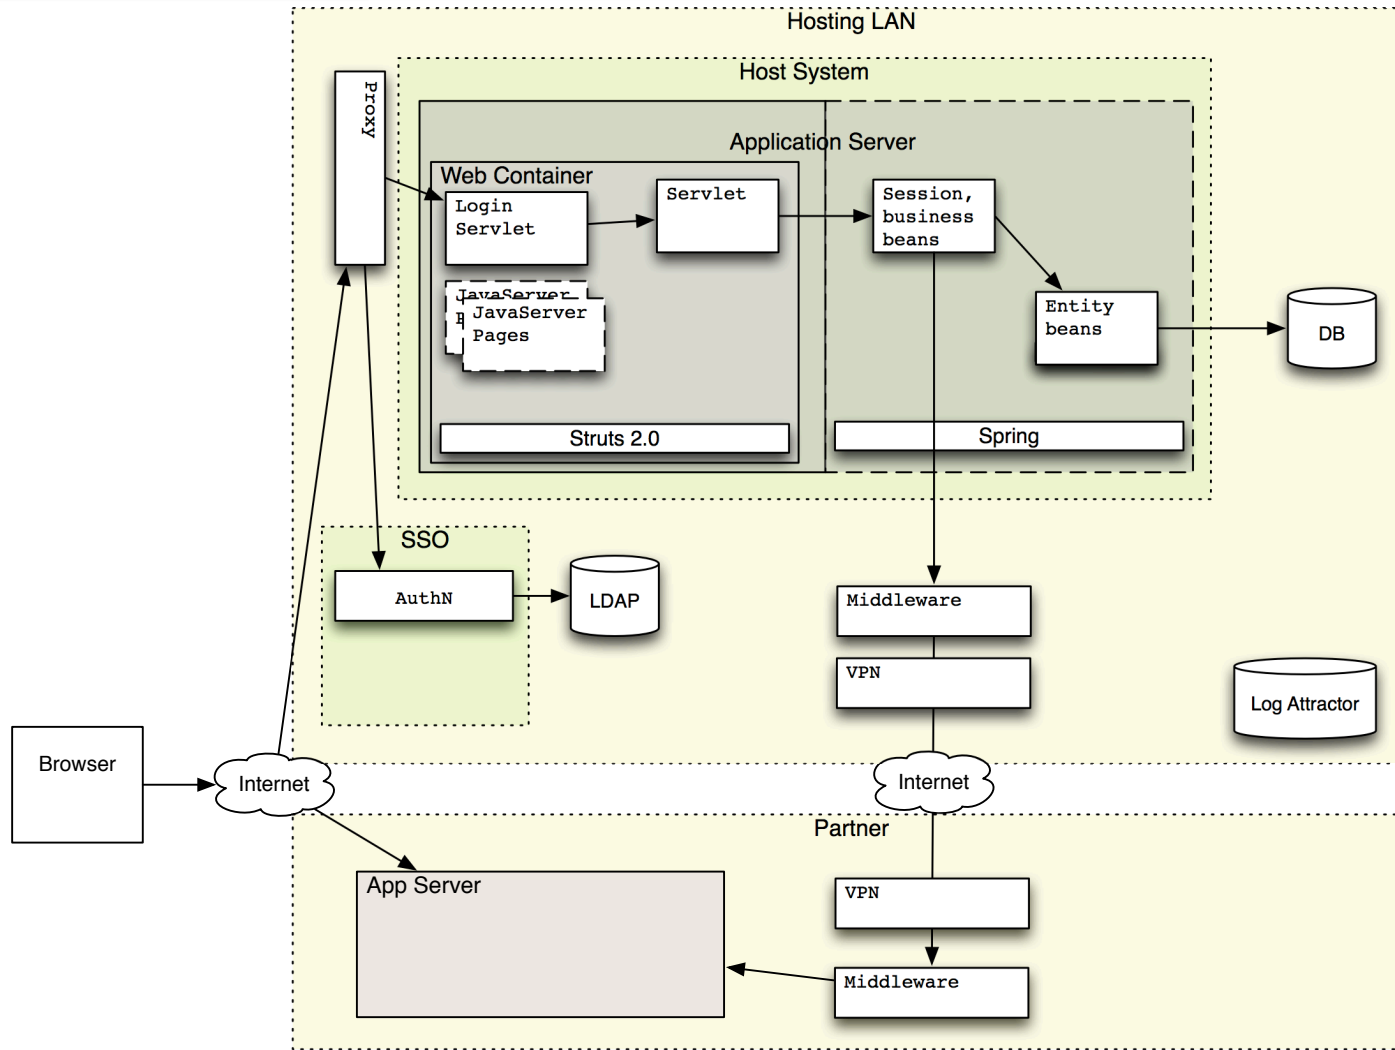 Hosting LAN
Host System
Proxy
Application Server
Web Container
Login
Servlet
Servlet
Session,
business
beans
JavaServer
JavaServer
Pages
Entity
beans
DB
Struts 2.0
Spring
SSO
AuthN
LDAP
Middleware
VPN
Log Attractor
Browser
Internet
Internet
Partner
App Server
VPN
Middleware